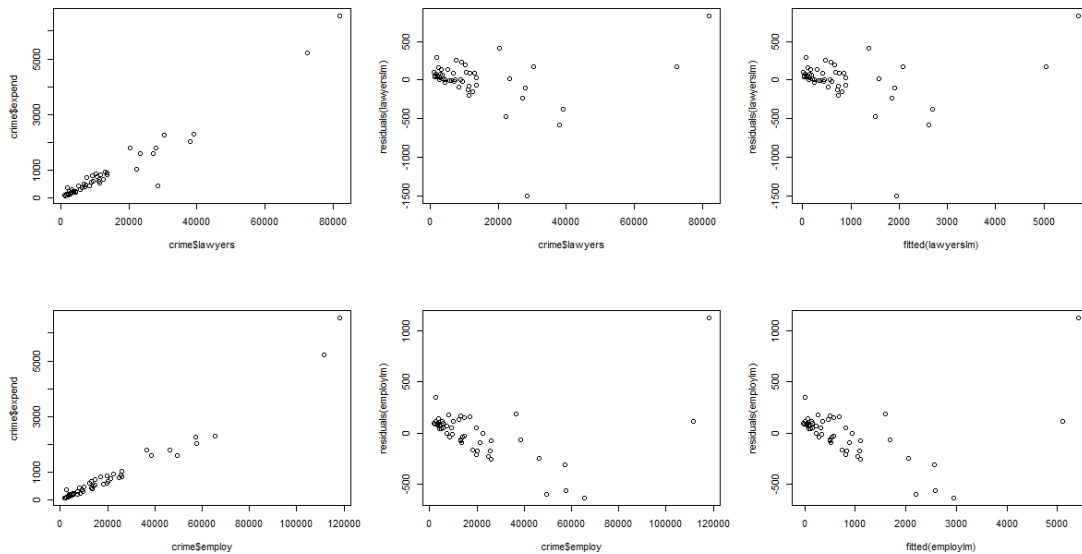 crime$expend
0 1000 3000 5000
0 20000 40000 60000 80000
crime$lawyers
residuals(lawyerslm)
-1500 -1000 -500 0 500
0 20000 40000 60000 80000
crime$lawyers
residuals(lawyerslm)
-1500 -1000 -500 0 500
0 1000 2000 3000 4000 5000
fitted(lawyerslm)
crime$expend
0 1000 3000 5000
0 20000 40000 60000 80000 100000 120000
crime$employ
residuals(employlm)
-500 0 500 1000
0 20000 40000 60000 80000 100000 120000
crime$employ
residuals(employlm)
-500 0 500 1000
0 1000 2000 3000 4000 5000
fitted(employlm)